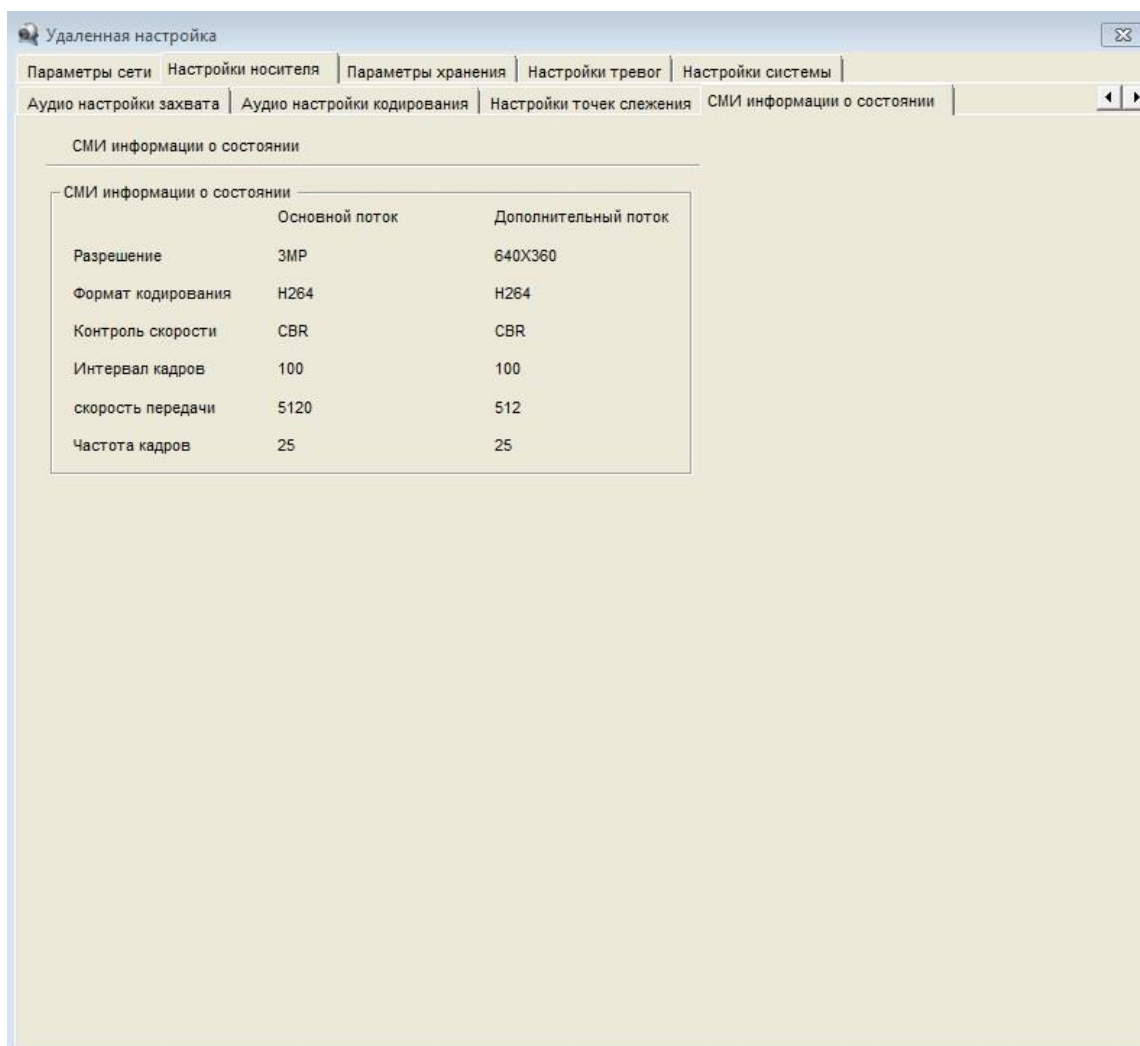 Удаленная настройка
Параметры сети Настройки носителя Параметры хранения Настройки тревог Настройки системы
Аудио настройки захвата Аудио настройки кодирования Настройки точек слежения СМИ информации о состоянии
СМИ информации о состоянии
СМИ информации о состоянии
Основной поток Дополнительный поток
Разрешение 3MP 640X360
Формат кодирования H264 H264
Контроль скорости CBR CBR
Интервал кадров 100 100
скорость передачи 5120 512
Частота кадров 25 25